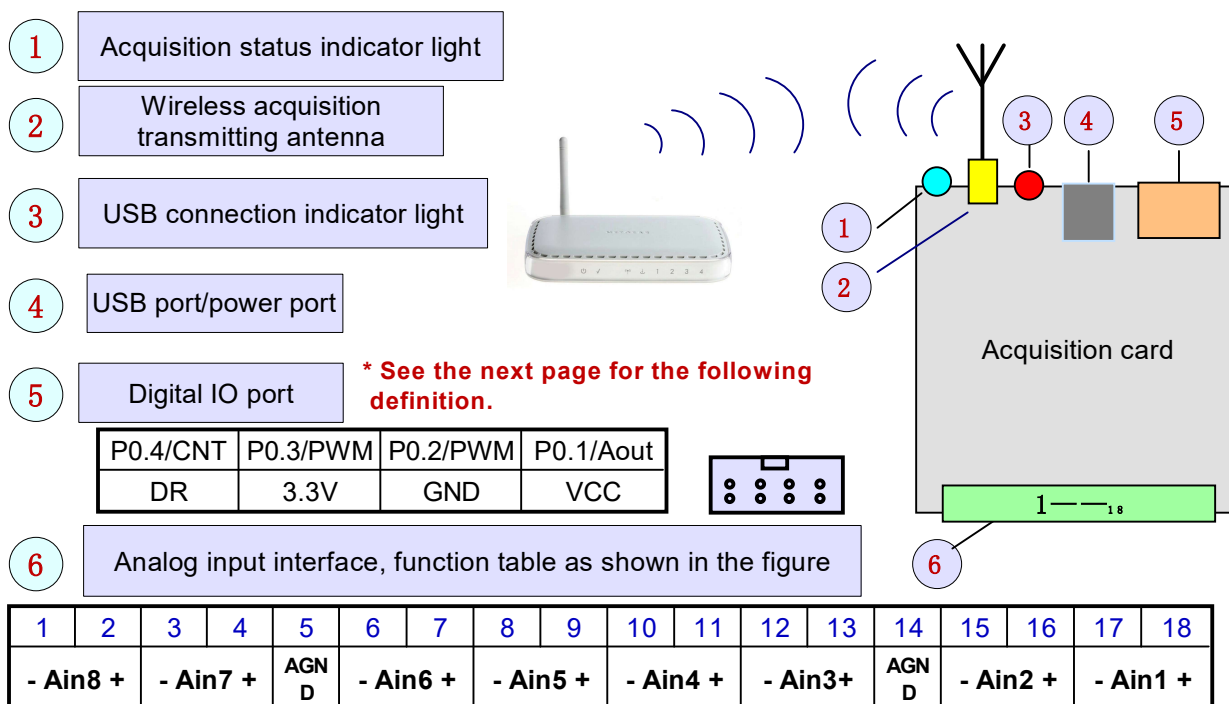 1 Acquisition status indicator light
2 Wireless acquisition
transmitting antenna
3 USB connection indicator light
4 USB port/power port
5 Digital IO port
* See the next page for the following
definition.
P0.4/CNT P0.3/PWM P0.2/PWM P0.1/Aout
DR 3.3V GND VCC
6 Analog input interface, function table as shown in the figure
1 2 3 4 5 6 7 8 9 10 11 12 13 14 15 16 17 18
- Ain8 + - Ain7 + AGN
D - Ain6 + - Ain5 + - Ain4 + - Ain3+ AGN
D - Ain2 + - Ain1 +
3 4 5
1
2
Acquisition card
1——18
6
1 2 3 4